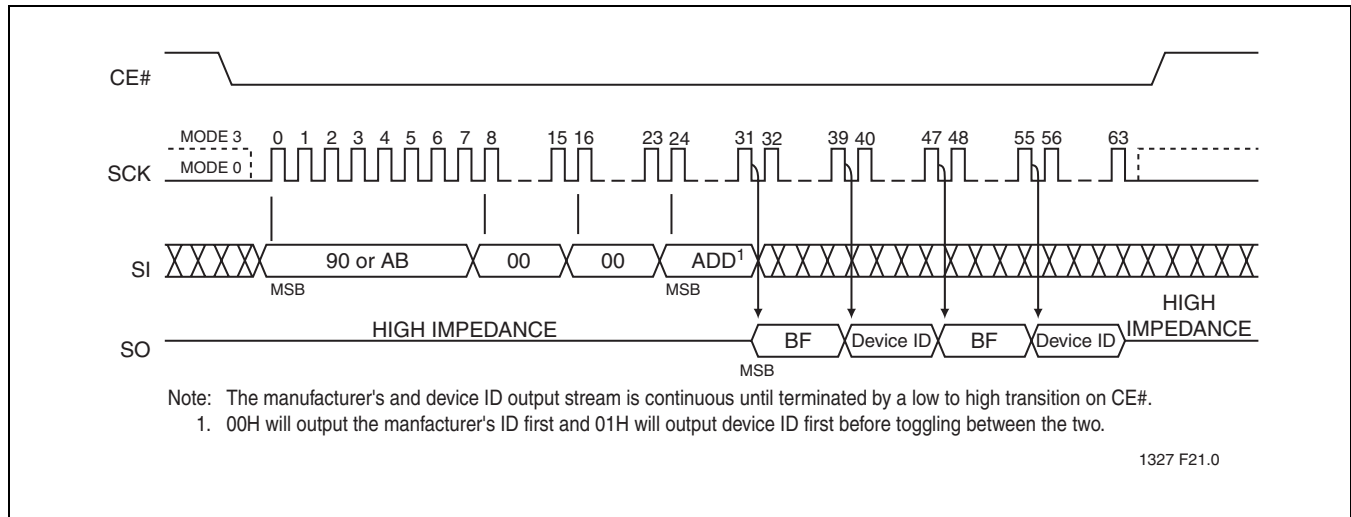 CE#
MODE 3 0 1 2 3 4 5 6 7 8 15 16 23 24 31 32 39 40 47 48 55 56 63
SCK MODE 0
SI 90 or AB 00 00 ADD1
MSB MSB
HIGH IMPEDANCE
SO HIGH IMPEDANCE BF Device ID BF Device ID
MSB
Note: The manufacturer's and device ID output stream is continuous until terminated by a low to high transition on CE#.
1. 00H will output the manfacturer's ID first and 01H will output device ID first before toggling between the two.
1327 F21.0